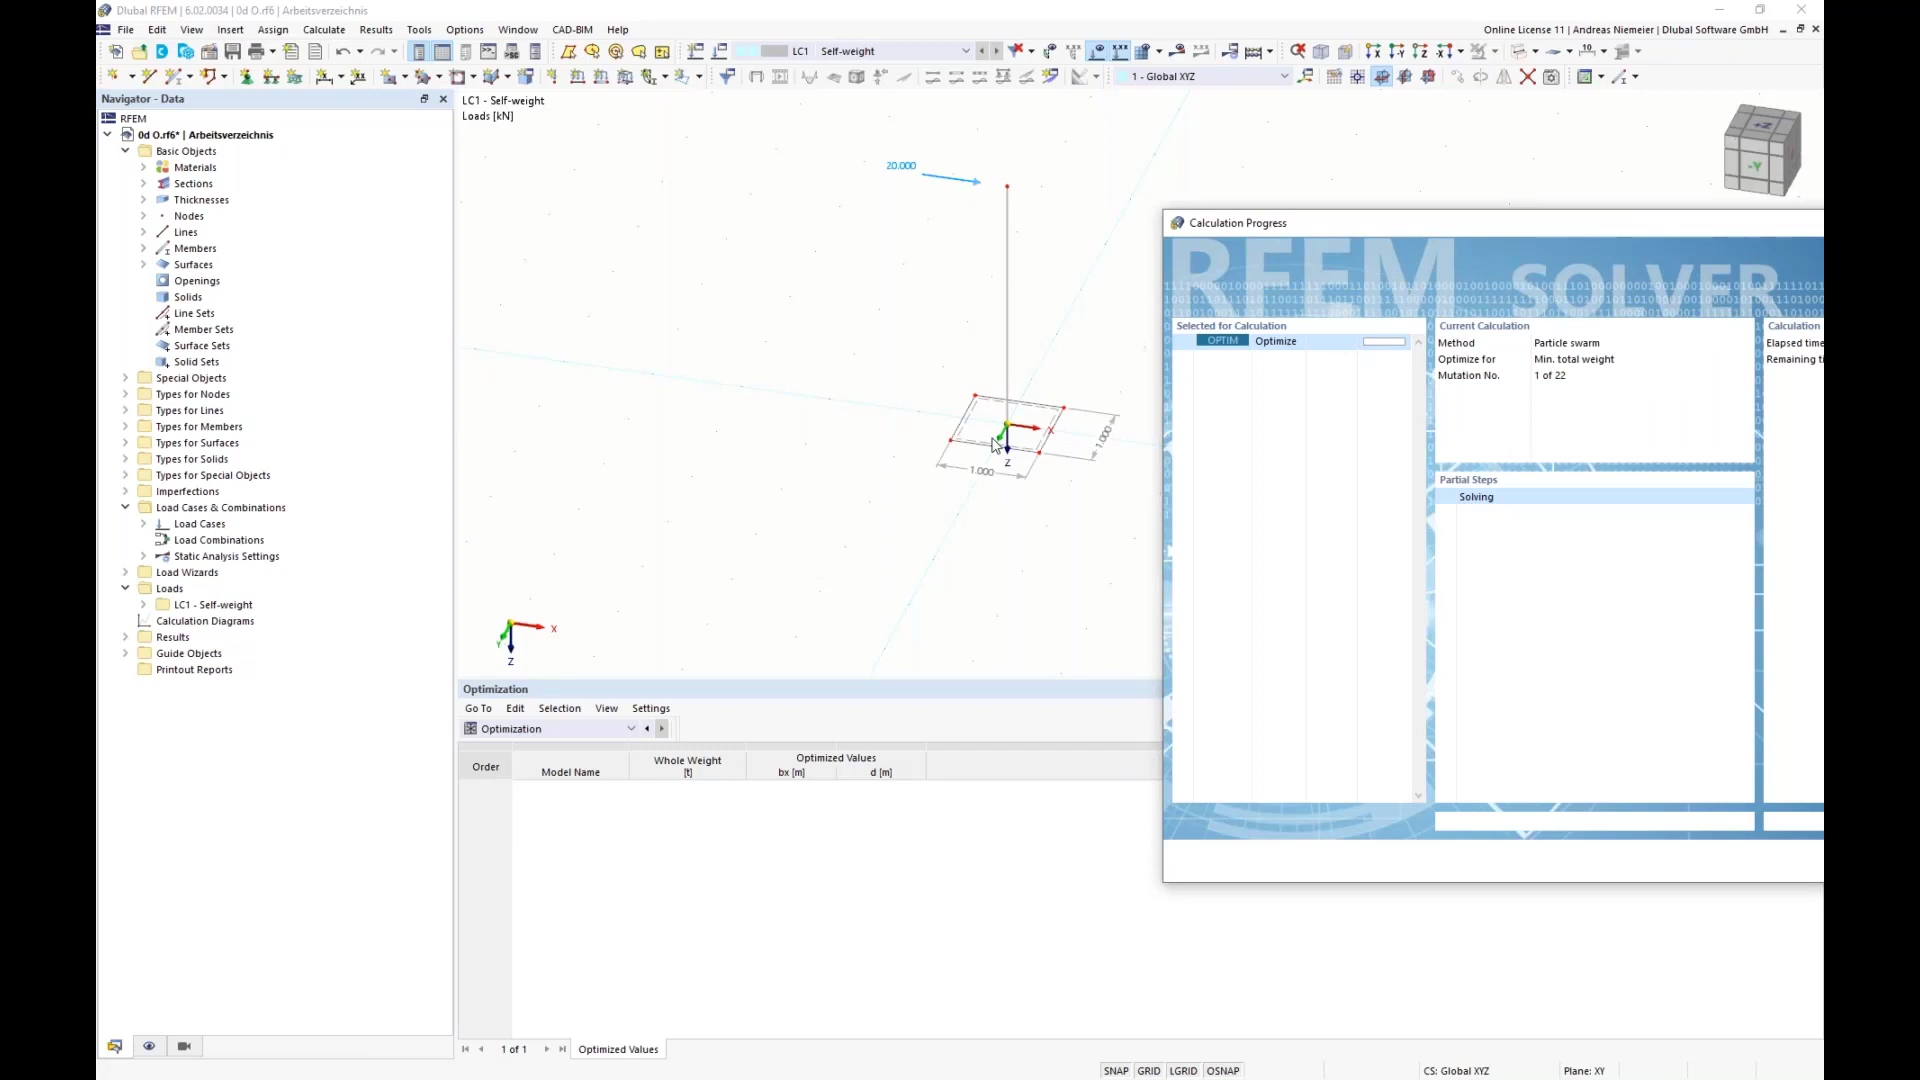 Dlubal RFEM | 6.02.0034 | 0d O.rf6 | Arbeitsverzeichnis
File Edit View Insert Assign Calculate Results Tools Options Window CAD-BIM Help
Online License 11 | Andreas Niemeier | Dlubal Software GmbH
LC1 Self-weight
1 - Global XYZ
Navigator - Data
RFEM
0d O.rf6* | Arbeitsverzeichnis
Basic Objects
Materials
Sections
Thicknesses
Nodes
Lines
Members
Surfaces
Openings
Solids
Line Sets
Member Sets
Surface Sets
Solid Sets
Special Objects
Types for Nodes
Types for Lines
Types for Members
Types for Surfaces
Types for Solids
Types for Special Objects
Imperfections
Load Cases & Combinations
Load Cases
Load Combinations
Static Analysis Settings
Load Wizards
Loads
LC1 - Self-weight
Calculation Diagrams
Results
Guide Objects
Printout Reports
LC1 - Self-weight
Loads [kN]
20.000
+Z
-Y
X
Z
1.000
1.000
X
Y
Z
Calculation Progress
RFEM SOLVER
Selected for Calculation
OPTIM Optimize
Current Calculation
Method Particle swarm
Optimize for Min. total weight
Mutation No. 1 of 22
Calculation
Elapsed time
Remaining ti
Partial Steps
Solving
Optimization
Go To Edit Selection View Settings
Optimization
Order
Model Name
Whole Weight
[t]
Optimized Values
bx [m] d [m]
1 of 1 Optimized Values
SNAP GRID LGRID OSNAP
CS: Global XYZ
Plane: XY